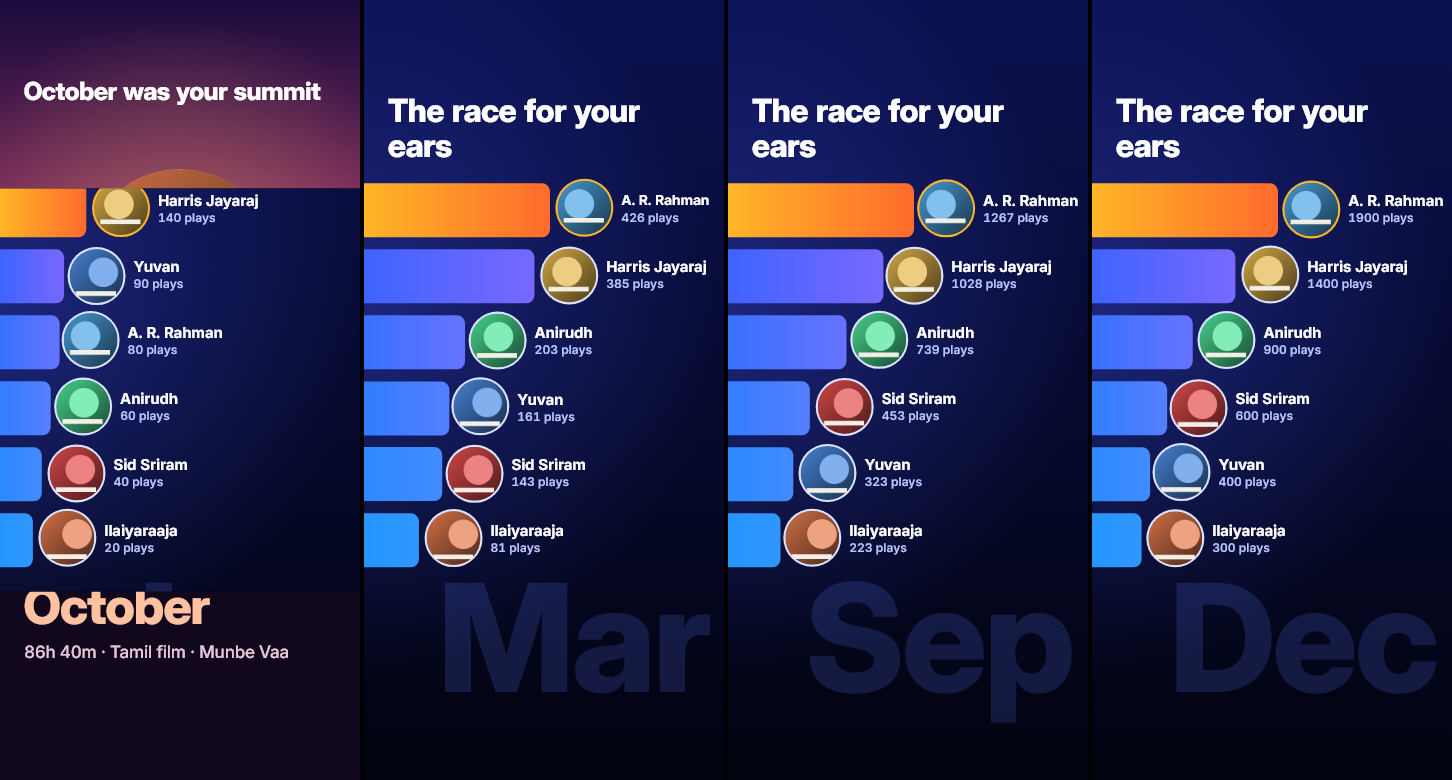 October was your summit
Harris Jayaraj
140 plays
Yuvan
90 plays
A. R. Rahman
80 plays
Anirudh
60 plays
Sid Sriram
40 plays
Ilaiyaraaja
20 plays
October
86h 40m · Tamil film · Munbe Vaa
The race for your
ears
A. R. Rahman
426 plays
Harris Jayaraj
385 plays
Anirudh
203 plays
Yuvan
161 plays
Sid Sriram
143 plays
Ilaiyaraaja
81 plays
Mar
The race for your
ears
A. R. Rahman
1267 plays
Harris Jayaraj
1028 plays
Anirudh
739 plays
Sid Sriram
453 plays
Yuvan
323 plays
Ilaiyaraaja
223 plays
Sep
The race for your
ears
A. R. Rahman
1900 plays
Harris Jayaraj
1400 plays
Anirudh
900 plays
Sid Sriram
600 plays
Yuvan
400 plays
Ilaiyaraaja
300 plays
Dec